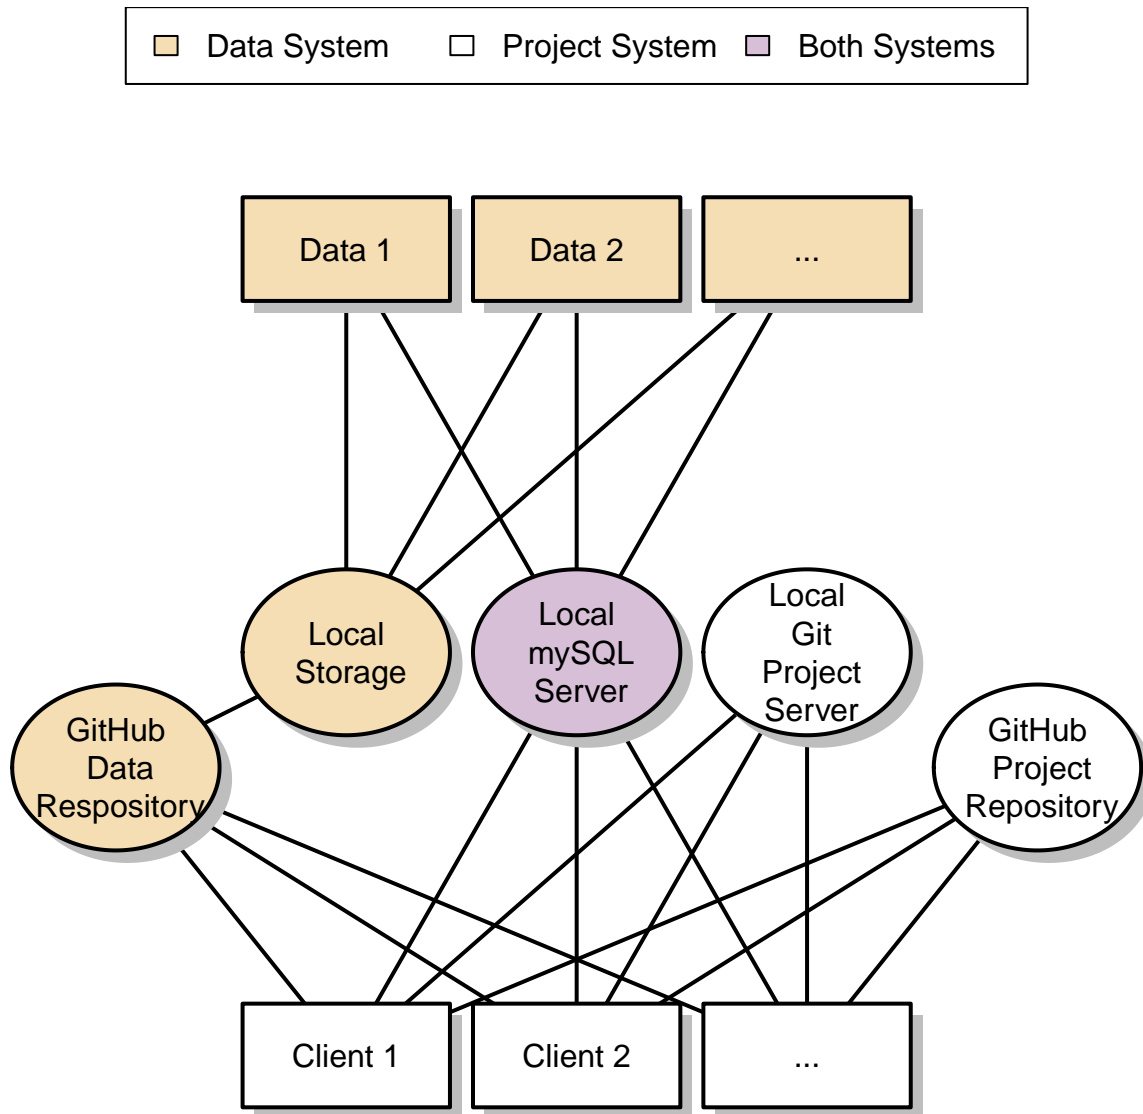 Data System Project System Both Systems
Data 1 Data 2 ...
Local
Storage
Local
mySQL
Server
Local
Git
Project
Server
GitHub
Data
Respository
GitHub
Project
Repository
Client 1 Client 2 ...